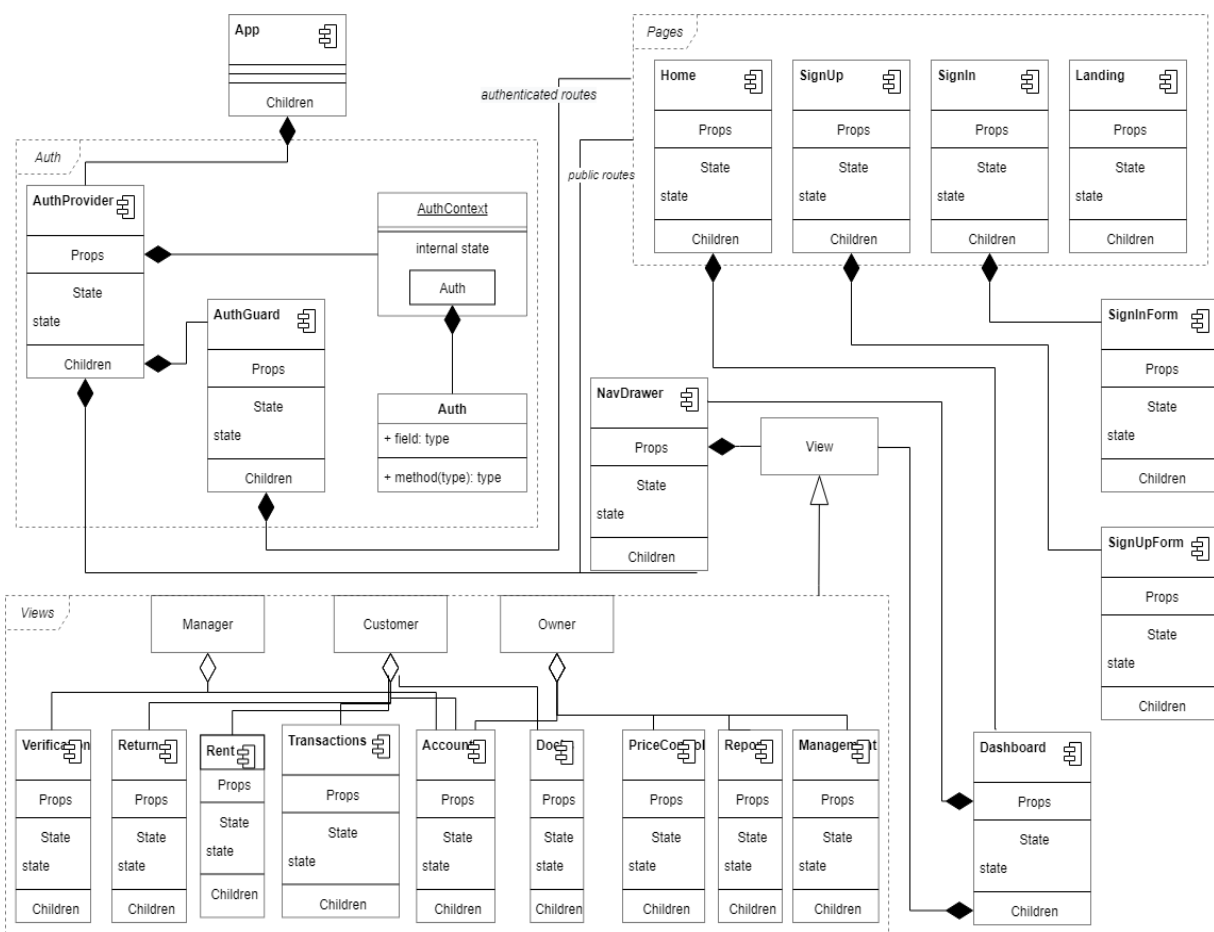 App
Children
Pages
Home
Props
State
state
Children
SignUp
Props
State
state
Children
SignIn
Props
State
state
Children
Landing
Props
State
state
Children
authenticated routes
public routes
Auth
AuthProvider
Props
State
state
Children
AuthContext
internal state
Auth
AuthGuard
Props
State
state
Children
Auth
+ field: type
+ method(type): type
SignInForm
Props
State
state
Children
NavDrawer
Props
State
state
Children
View
SignUpForm
Props
State
state
Children
Views
Manager
Customer
Owner
Verification
Props
State
state
Children
Return
Props
State
state
Children
Rent
Props
State
state
Children
Transactions
Props
State
state
Children
Account
Props
State
state
Children
Props
State
state
Children
PriceControl
Props
State
state
Children
Report
Props
State
state
Children
Management
Props
State
state
Children
Dashboard
Props
State
state
Children